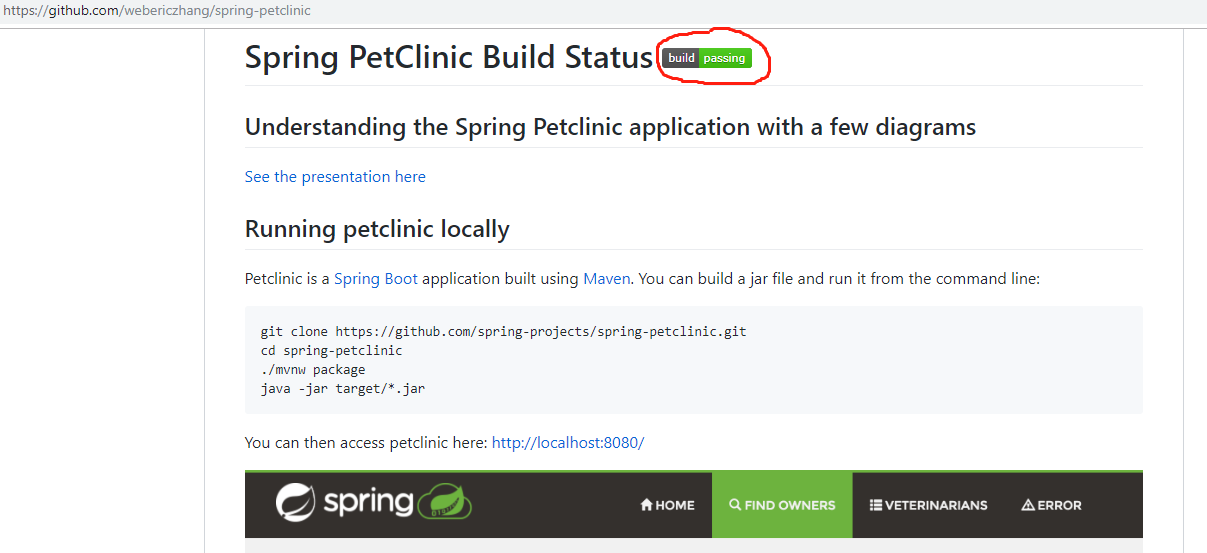 https://github.com/webericzhang/spring-petclinic
Spring PetClinic Build Status build passing
Understanding the Spring Petclinic application with a few diagrams
See the presentation here
Running petclinic locally
Petclinic is a Spring Boot application built using Maven. You can build a jar file and run it from the command line:
git clone https://github.com/spring-projects/spring-petclinic.git
cd spring-petclinic
./mvnw package
java -jar target/*.jar
You can then access petclinic here: http://localhost:8080/
spring HOME FIND OWNERS VETERINARIANS ERROR